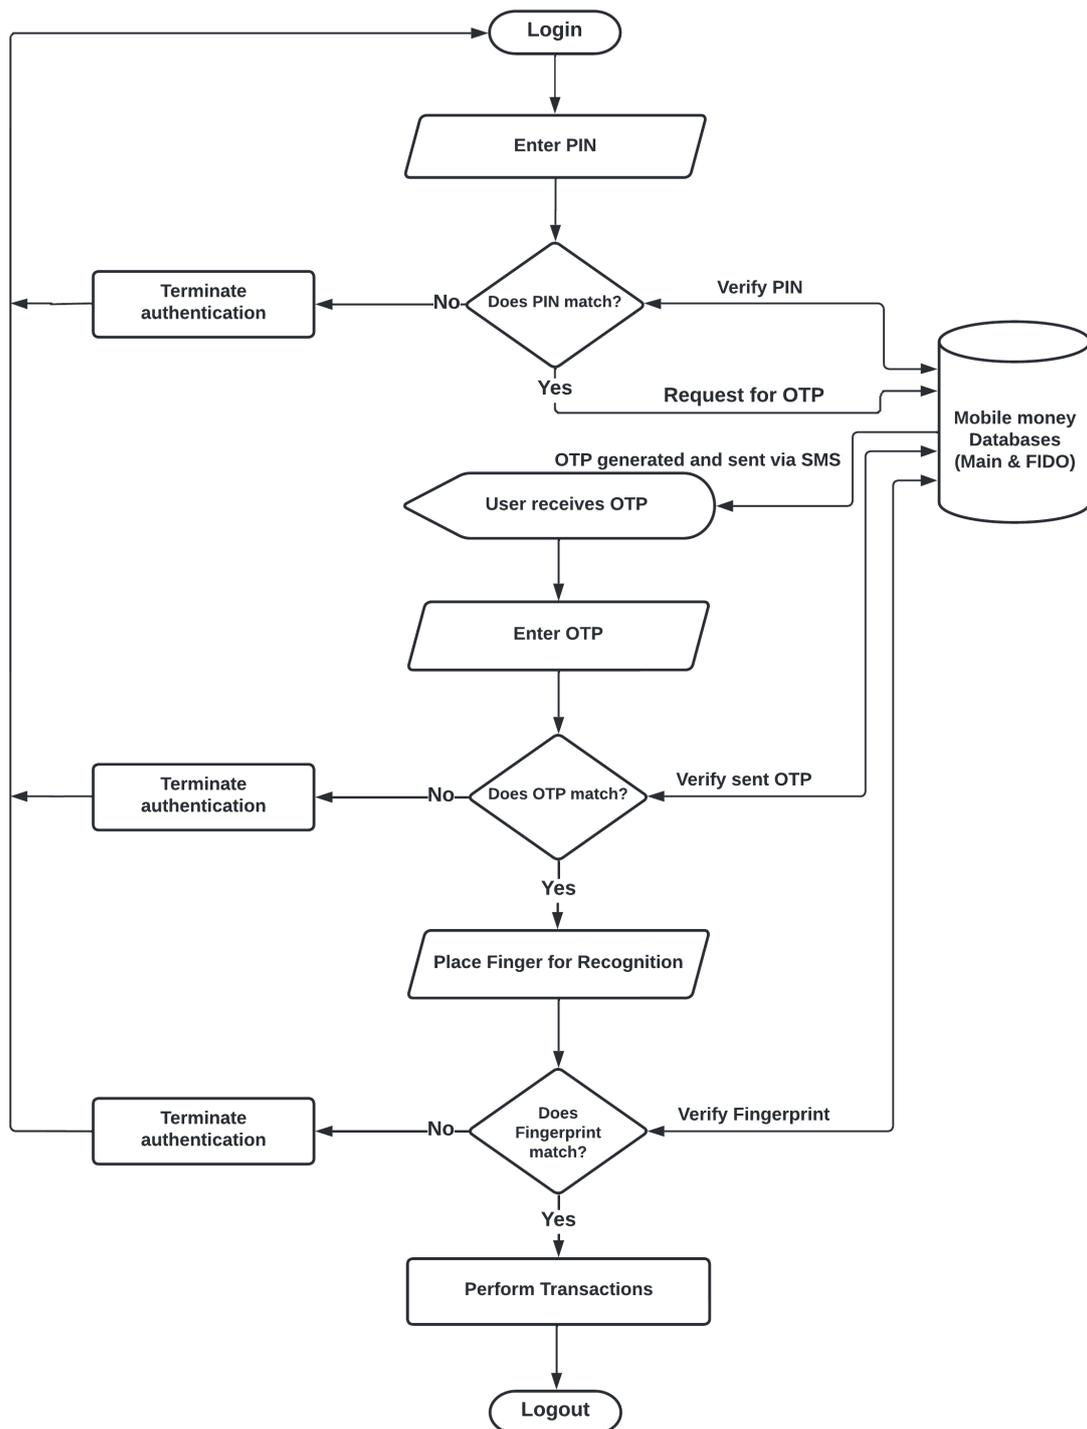 Login
Enter PIN
Terminate
authentication
No
Does PIN match?
Verify PIN
Yes
Request for OTP
Mobile money
Databases
(Main & FIDO)
OTP generated and sent via SMS
User receives OTP
Enter OTP
Terminate
authentication
No
Does OTP match?
Verify sent OTP
Yes
Place Finger for Recognition
Terminate
authentication
No
Does
Fingerprint
match?
Verify Fingerprint
Yes
Perform Transactions
Logout